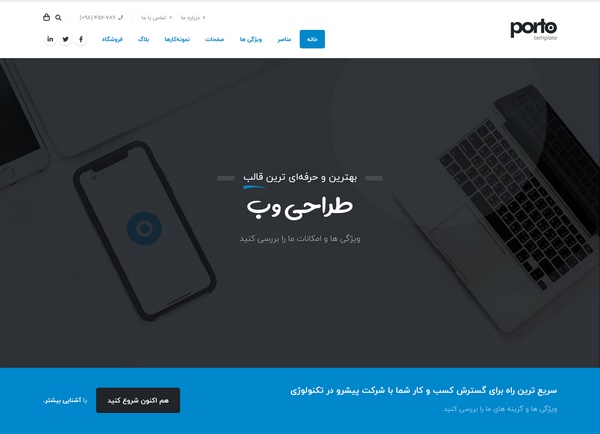 porto
template
درباره ما
تماس با ما
(۰۹۸) ۴۵۶-۷۸۹
خانه
عناصر
ویژگی ها
صفحات
نمونه‌کارها
بلاگ
فروشگاه
بهترین و حرفه‌ای ترین قالب
طراحی وب
ویژگی ها و امکانات ما را بررسی کنید
سریع ترین راه برای گسترش کسب و کار شما با شرکت پیشرو در تکنولوژی
ویژگی ها و گزینه های ما را بررسی کنید.
هم اکنون شروع کنید
یا آشنایی بیشتر.